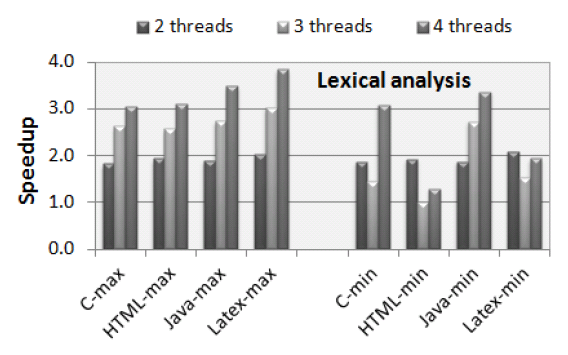 2 threads 3 threads 4 threads
Lexical analysis
Speedup
4.0
3.0
2.0
1.0
0.0
C-max
HTML-max
Java-max
Latex-max
C-min
HTML-min
Java-min
Latex-min